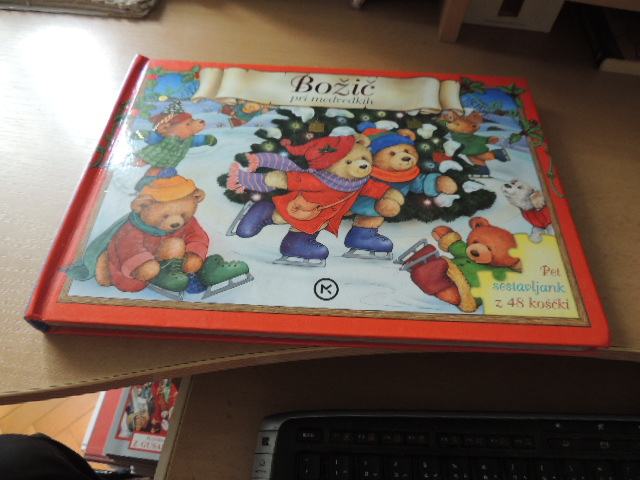 Božič
pri medvedkih
Pet
sestavljank
z 48 koščki